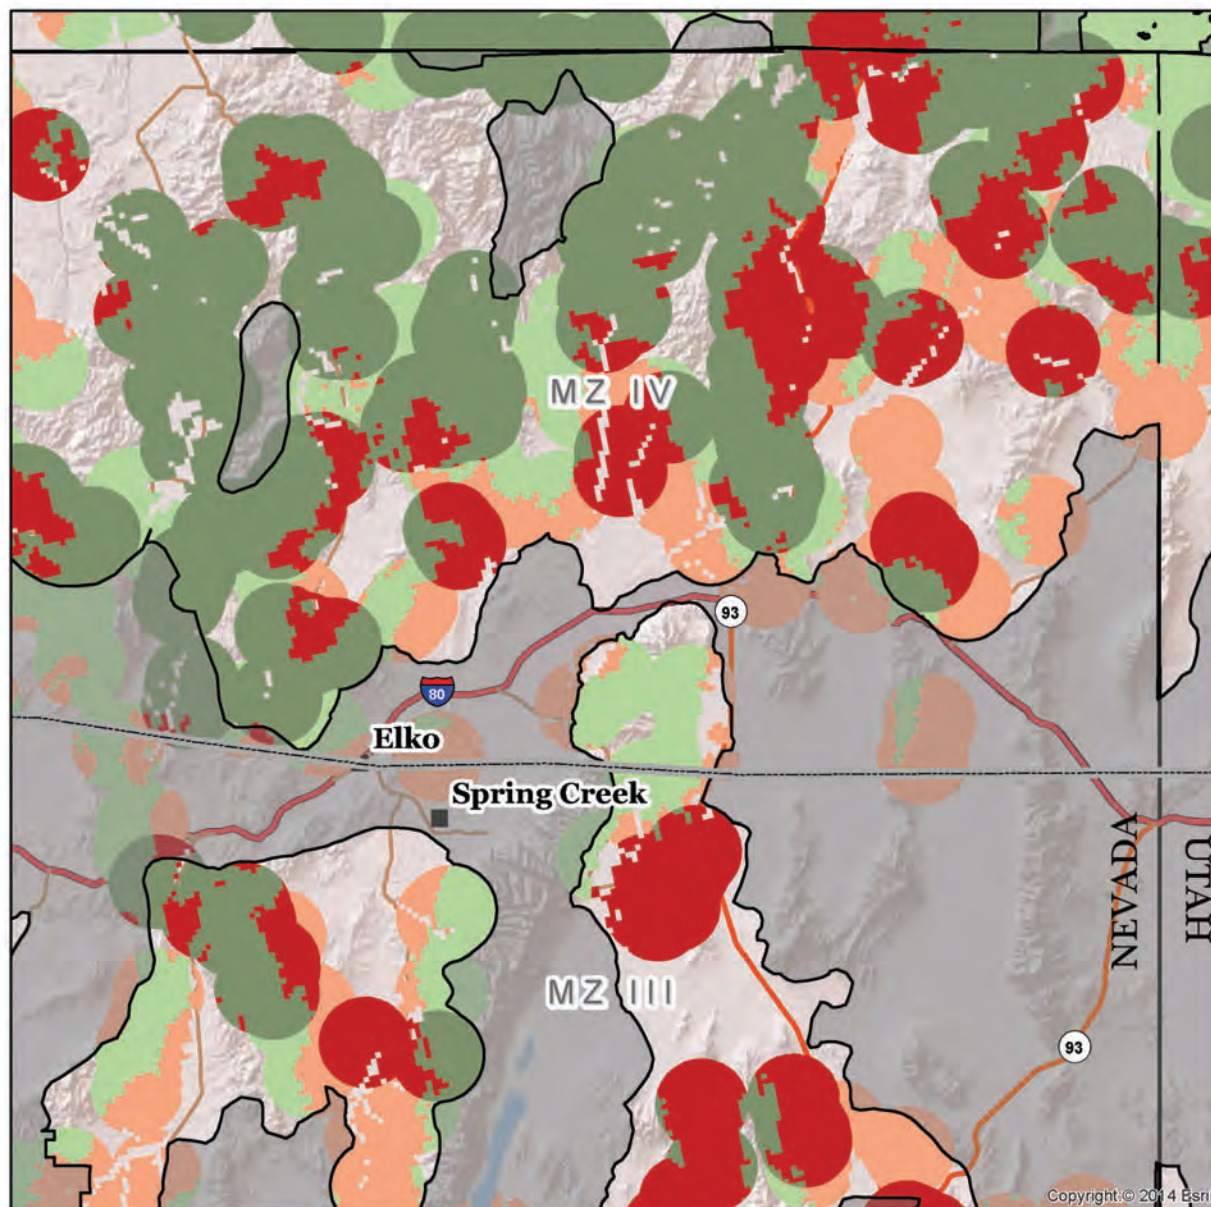 MZ IV
93
80
Elko
Spring Creek
NEVADA
UTAH
MZ III
93
Copyright:© 2014 Esri